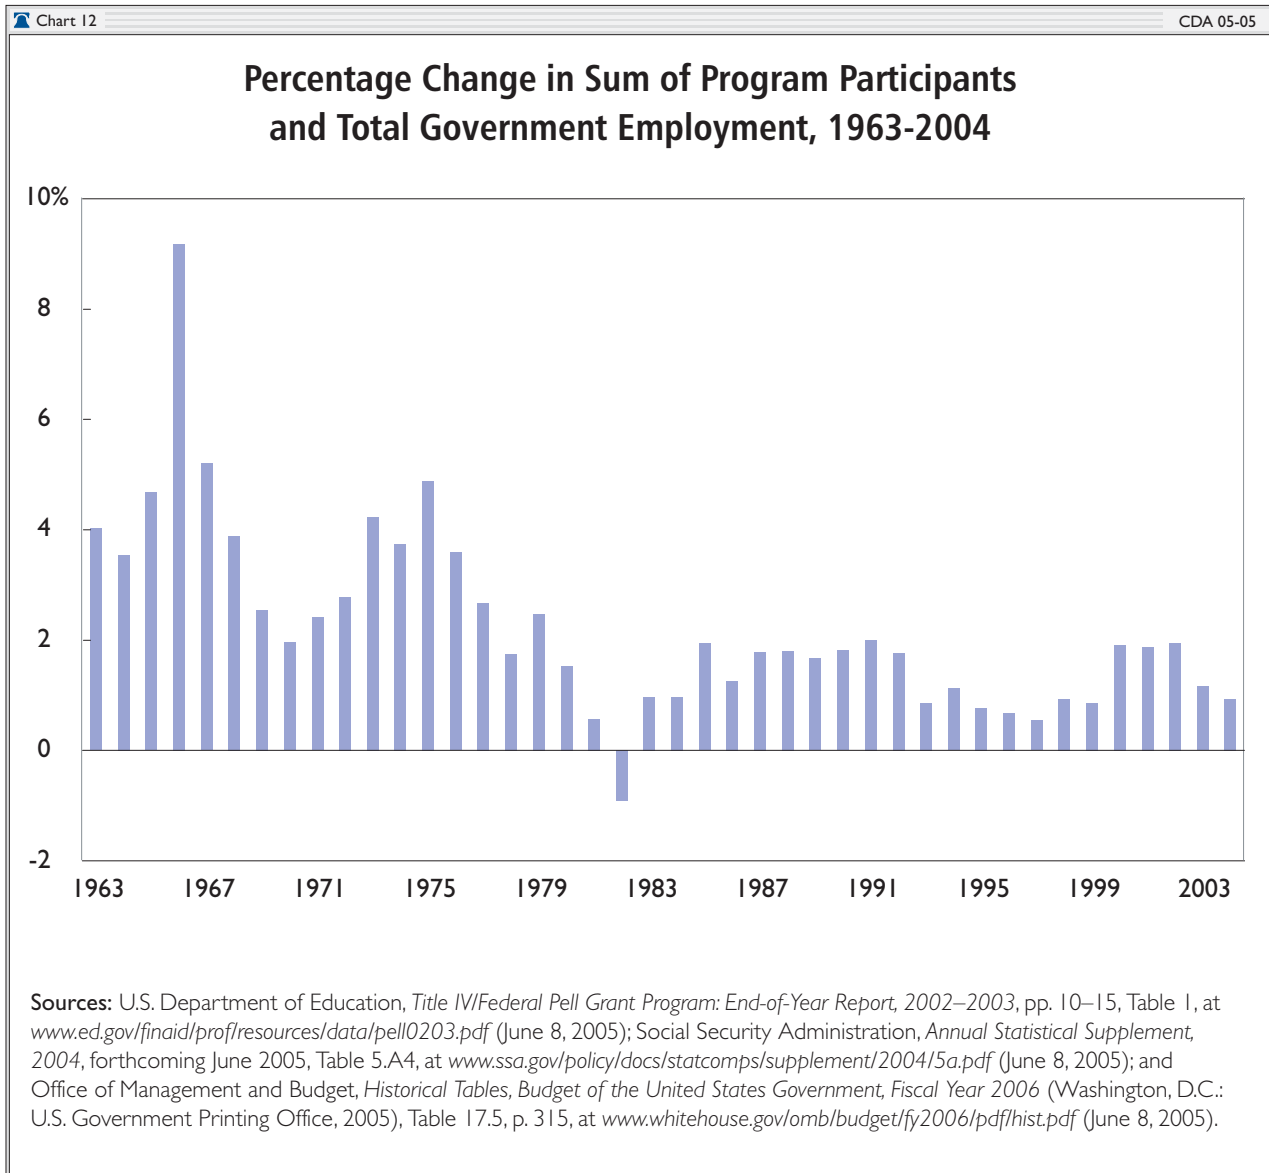 Chart 12
CDA 05-05
Percentage Change in Sum of Program Participants
and Total Government Employment, 1963-2004
10%
8
6
4
2
0
-2
1963 1967 1971 1975 1979 1983 1987 1991 1995 1999 2003
Sources: U.S. Department of Education, Title IV/Federal Pell Grant Program: End-of-Year Report, 2002–2003, pp. 10–15, Table 1, at
www.ed.gov/finaid/prof/resources/data/pell0203.pdf (June 8, 2005); Social Security Administration, Annual Statistical Supplement,
2004, forthcoming June 2005, Table 5.A4, at www.ssa.gov/policy/docs/statcomps/supplement/2004/5a.pdf (June 8, 2005); and
Office of Management and Budget, Historical Tables, Budget of the United States Government, Fiscal Year 2006 (Washington, D.C.:
U.S. Government Printing Office, 2005), Table 17.5, p. 315, at www.whitehouse.gov/omb/budget/fy2006/pdf/hist.pdf (June 8, 2005).